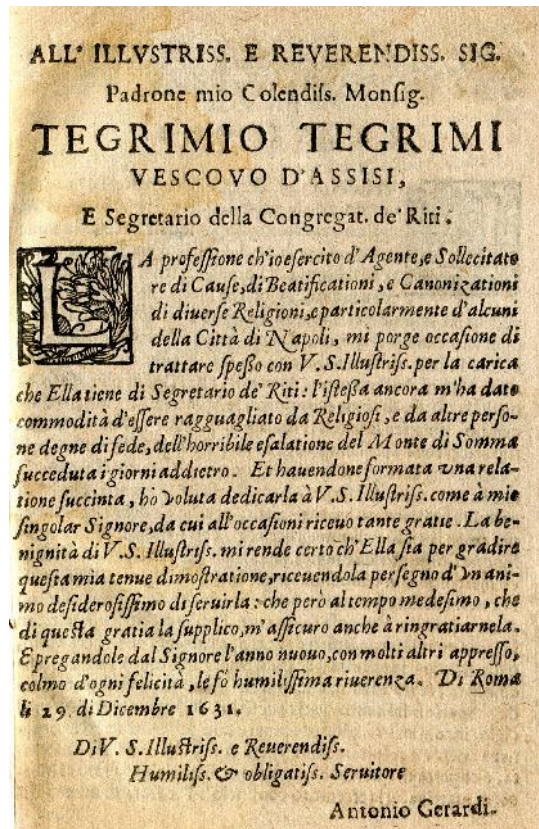 ALL' ILLVSTRISS. E REVERENDISS. SIG.
Padrone mio Colendiſs. Monſig.
TEGRIMIO TEGRIMI
VESCOVO D'ASSISI,
E Segretario della Congregat. de' Riti.
LA profeſſione ch'io eſercito d'Agente, e Sollecitato
re di Cauſe, di Beatificationi, e Canonizationi
di diuerſe Religioni, e particolarmente d'alcuni
della Città di Napoli, mi porge occaſione di
trattare ſpeßo con V.S.Illuſtriſs. per la carica
che Ella tiene di Segretario de' Riti: l'iſteßa ancora m'ha dato
commodità d'eſſere ragguagliato da Religioſi, e da altre perſo-
ne degne di fede, dell'horribile eſalatione del Monte di Somma
ſucceduta i giorni addietro. Et hauendone formata vna rela-
tione ſuccinta, hò voluta dedicarla à V.S. Illuſtriſs. come à mio
ſingolar Signore, da cui all'occaſioni riceuo tante gratie. La be-
nignità di V.S. Illuſtriſs. mi rende certo ch'Ella ſia per gradire
queſta mia tenue dimoſtratione, riceuendola per ſegno d'vn ani-
mo deſideroſiſſimo di ſeruirla: che però al tempo medeſimo, che
di queſta gratia la ſupplico, m'aſſicuro anche à ringratiarnela.
E pregandole dal Signore l'anno nuouo, con molti altri appreſſo,
colmo d'ogni felicità, le fò humiliſſima riuerenza. Di Roma
li 29. di Dicembre 1631.
Di V. S. Illuſtriſs. e Reuerendiſs.
Humiliſs. & obligatiſs. Seruitore
Antonio Gerardi.